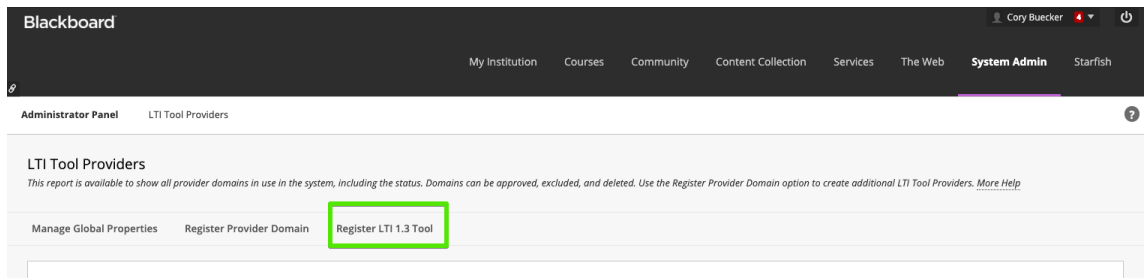 Blackboard
Cory Buecker 4
My Institution Courses Community Content Collection Services The Web System Admin Starfish
Administrator Panel LTI Tool Providers ?
LTI Tool Providers
This report is available to show all provider domains in use in the system, including the status. Domains can be approved, excluded, and deleted. Use the Register Provider Domain option to create additional LTI Tool Providers. More Help
Manage Global Properties Register Provider Domain Register LTI 1.3 Tool